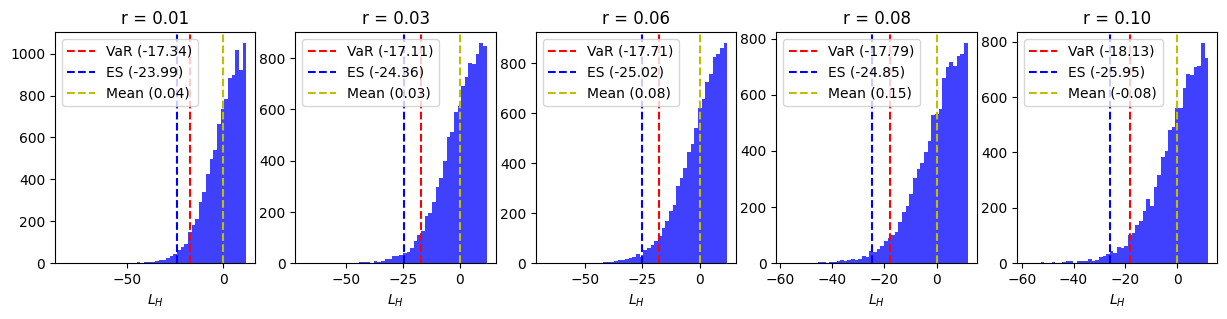 r = 0.01
1000
800
600
400
200
0
VaR (-17.34)
ES (-23.99)
Mean (0.04)
−50
0
L_H
r = 0.03
800
600
400
200
0
VaR (-17.11)
ES (-24.36)
Mean (0.03)
−50
−25
0
L_H
r = 0.06
800
600
400
200
0
VaR (-17.71)
ES (-25.02)
Mean (0.08)
−50
−25
0
L_H
r = 0.08
800
600
400
200
0
VaR (-17.79)
ES (-24.85)
Mean (0.15)
−60
−40
−20
0
L_H
r = 0.10
800
600
400
200
0
VaR (-18.13)
ES (-25.95)
Mean (-0.08)
−60
−40
−20
0
L_H